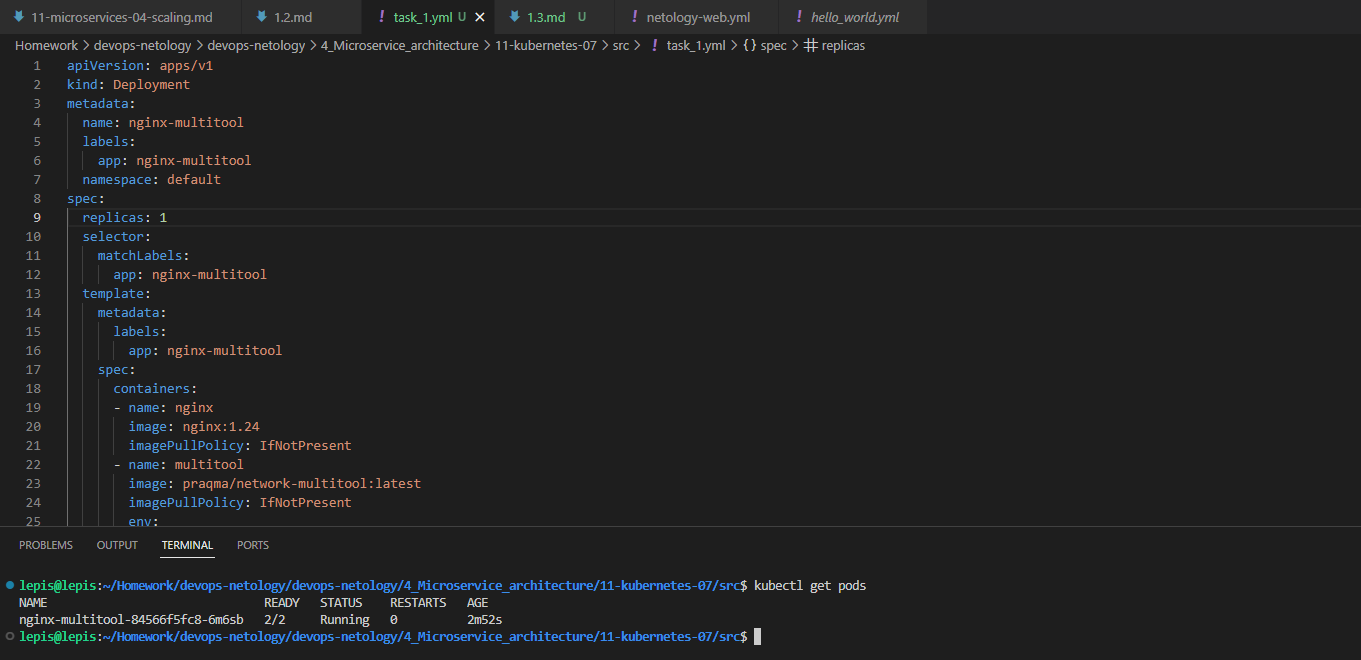 11-microservices-04-scaling.md 1.2.md ! task_1.yml U × 1.3.md U ! netology-web.yml ! hello_world.yml
Homework > devops-netology > devops-netology > 4_Microservice_architecture > 11-kubernetes-07 > src > ! task_1.yml > {} spec > # replicas
1 apiVersion: apps/v1
2 kind: Deployment
3 metadata:
4   name: nginx-multitool
5   labels:
6     app: nginx-multitool
7   namespace: default
8 spec:
9   replicas: 1
10   selector:
11     matchLabels:
12       app: nginx-multitool
13   template:
14     metadata:
15       labels:
16         app: nginx-multitool
17     spec:
18       containers:
19       - name: nginx
20         image: nginx:1.24
21         imagePullPolicy: IfNotPresent
22       - name: multitool
23         image: praqma/network-multitool:latest
24         imagePullPolicy: IfNotPresent
25         env:
PROBLEMS OUTPUT TERMINAL PORTS
lepis@lepis:~/Homework/devops-netology/devops-netology/4_Microservice_architecture/11-kubernetes-07/src$ kubectl get pods
NAME READY STATUS RESTARTS AGE
nginx-multitool-84566f5fc8-6m6sb 2/2 Running 0 2m52s
lepis@lepis:~/Homework/devops-netology/devops-netology/4_Microservice_architecture/11-kubernetes-07/src$